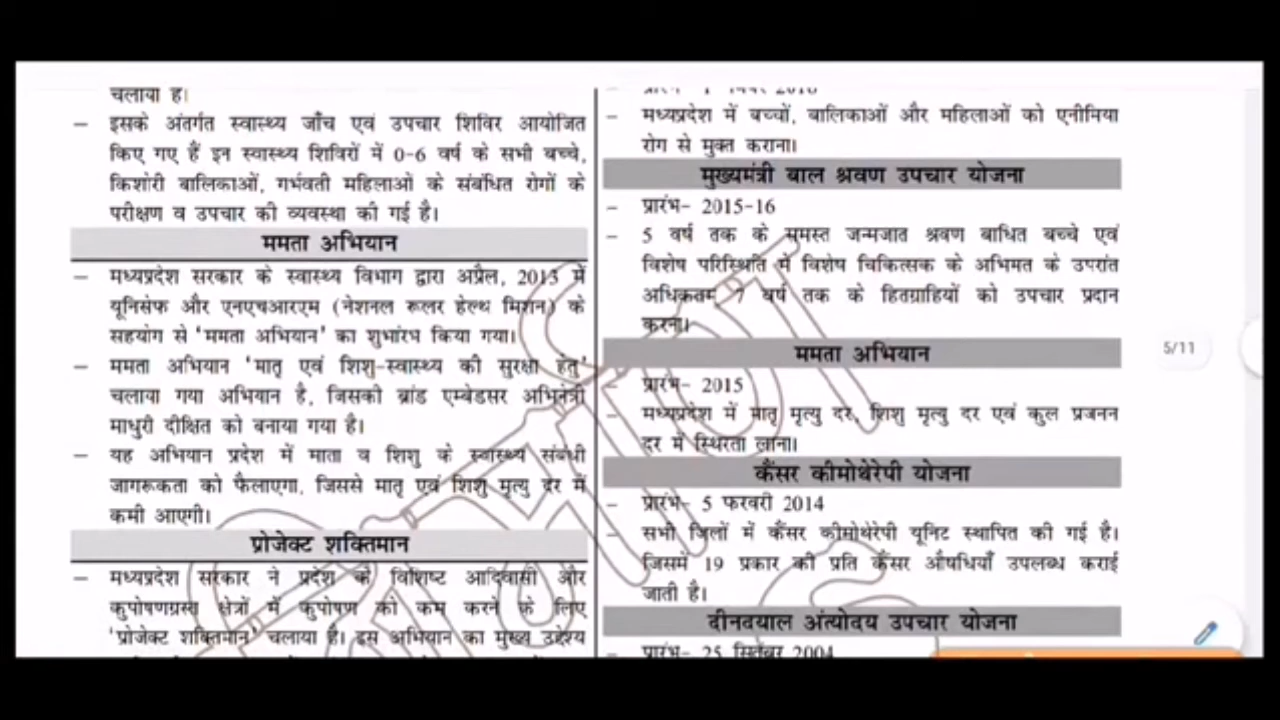 चलाया है।
– इसके अंतर्गत स्वास्थ्य जाँच एवं उपचार शिविर आयोजित
किए गए हैं इन स्वास्थ्य शिविरों में 0-6 वर्ष के सभी बच्चे,
किशोरी बालिकाओं, गर्भवती महिलाओं के संबंधित रोगों के
परीक्षण व उपचार की व्यवस्था की गई है।
ममता अभियान
– मध्यप्रदेश सरकार के स्वास्थ्य विभाग द्वारा अप्रैल, 2013 में
यूनिसेफ और एनएचआरएम (नेशनल रूलर हेल्थ मिशन) के
सहयोग से 'ममता अभियान' का शुभारंभ किया गया।
– ममता अभियान 'मातृ एवं शिशु-स्वास्थ्य की सुरक्षा हेतु'
चलाया गया अभियान है, जिसकी ब्रांड एम्बेडसर अभिनेत्री
माधुरी दीक्षित को बनाया गया है।
– यह अभियान प्रदेश में माता व शिशु के स्वास्थ्य संबंधी
जागरूकता को फैलाएगा, जिससे मातृ एवं शिशु मृत्यु दर में
कमी आएगी।
प्रोजेक्ट शक्तिमान
– मध्यप्रदेश सरकार ने प्रदेश के विशिष्ट आदिवासी और
कुपोषणग्रस्त क्षेत्रों में कुपोषण को कम करने के लिए
'प्रोजेक्ट शक्तिमान' चलाया है। इस अभियान का मुख्य उद्देश्य
– मध्यप्रदेश में बच्चों, बालिकाओं और महिलाओं को एनीमिया
रोग से मुक्त कराना।
मुख्यमंत्री बाल श्रवण उपचार योजना
– प्रारंभ- 2015-16
– 5 वर्ष तक के समस्त जन्मजात श्रवण बाधित बच्चे एवं
विशेष परिस्थिति में विशेष चिकित्सक के अभिमत के उपरांत
अधिकतम 7 वर्ष तक के हितग्राहियों को उपचार प्रदान
करना।
ममता अभियान
प्रारंभ- 2015
– मध्यप्रदेश में मातृ मृत्यु दर, शिशु मृत्यु दर एवं कुल प्रजनन
दर में स्थिरता लाना।
कैंसर कीमोथेरेपी योजना
– प्रारंभ- 5 फरवरी 2014
– सभी जिलों में कैंसर कीमोथेरेपी यूनिट स्थापित की गई है।
जिसमें 19 प्रकार की प्रति कैंसर औषधियाँ उपलब्ध कराई
जाती है।
दीनदयाल अंत्योदय उपचार योजना
– प्रारंभ- 25 सितंबर 2004
5/11